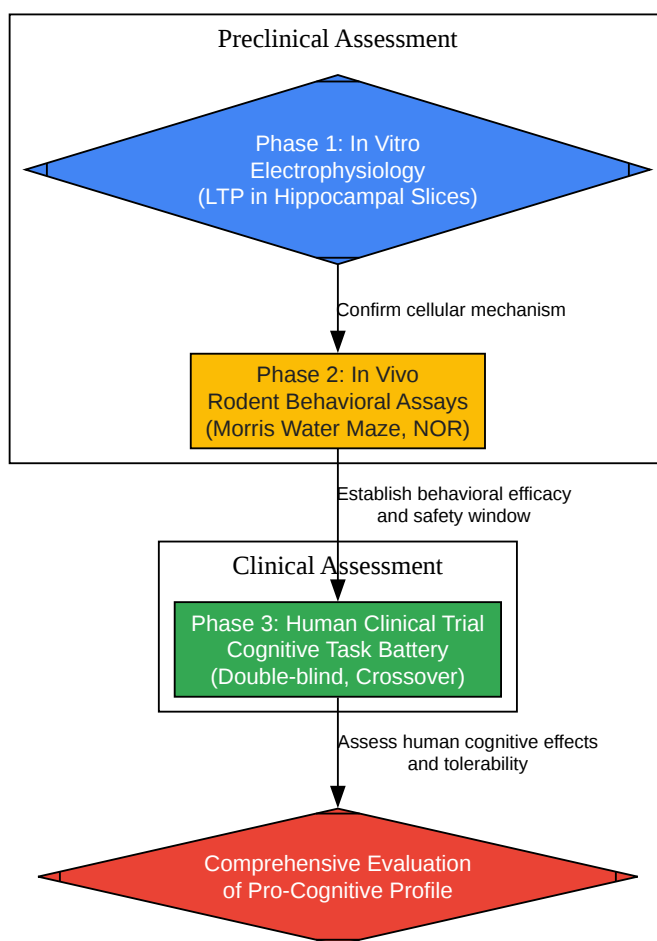 Preclinical Assessment
Phase 1: In Vitro
Electrophysiology
(LTP in Hippocampal Slices)
Confirm cellular mechanism
Phase 2: In Vivo
Rodent Behavioral Assays
(Morris Water Maze, NOR)
Establish behavioral efficacy
and safety window
Clinical Assessment
Phase 3: Human Clinical Trial
Cognitive Task Battery
(Double-blind, Crossover)
Assess human cognitive effects
and tolerability
Comprehensive Evaluation
of Pro-Cognitive Profile